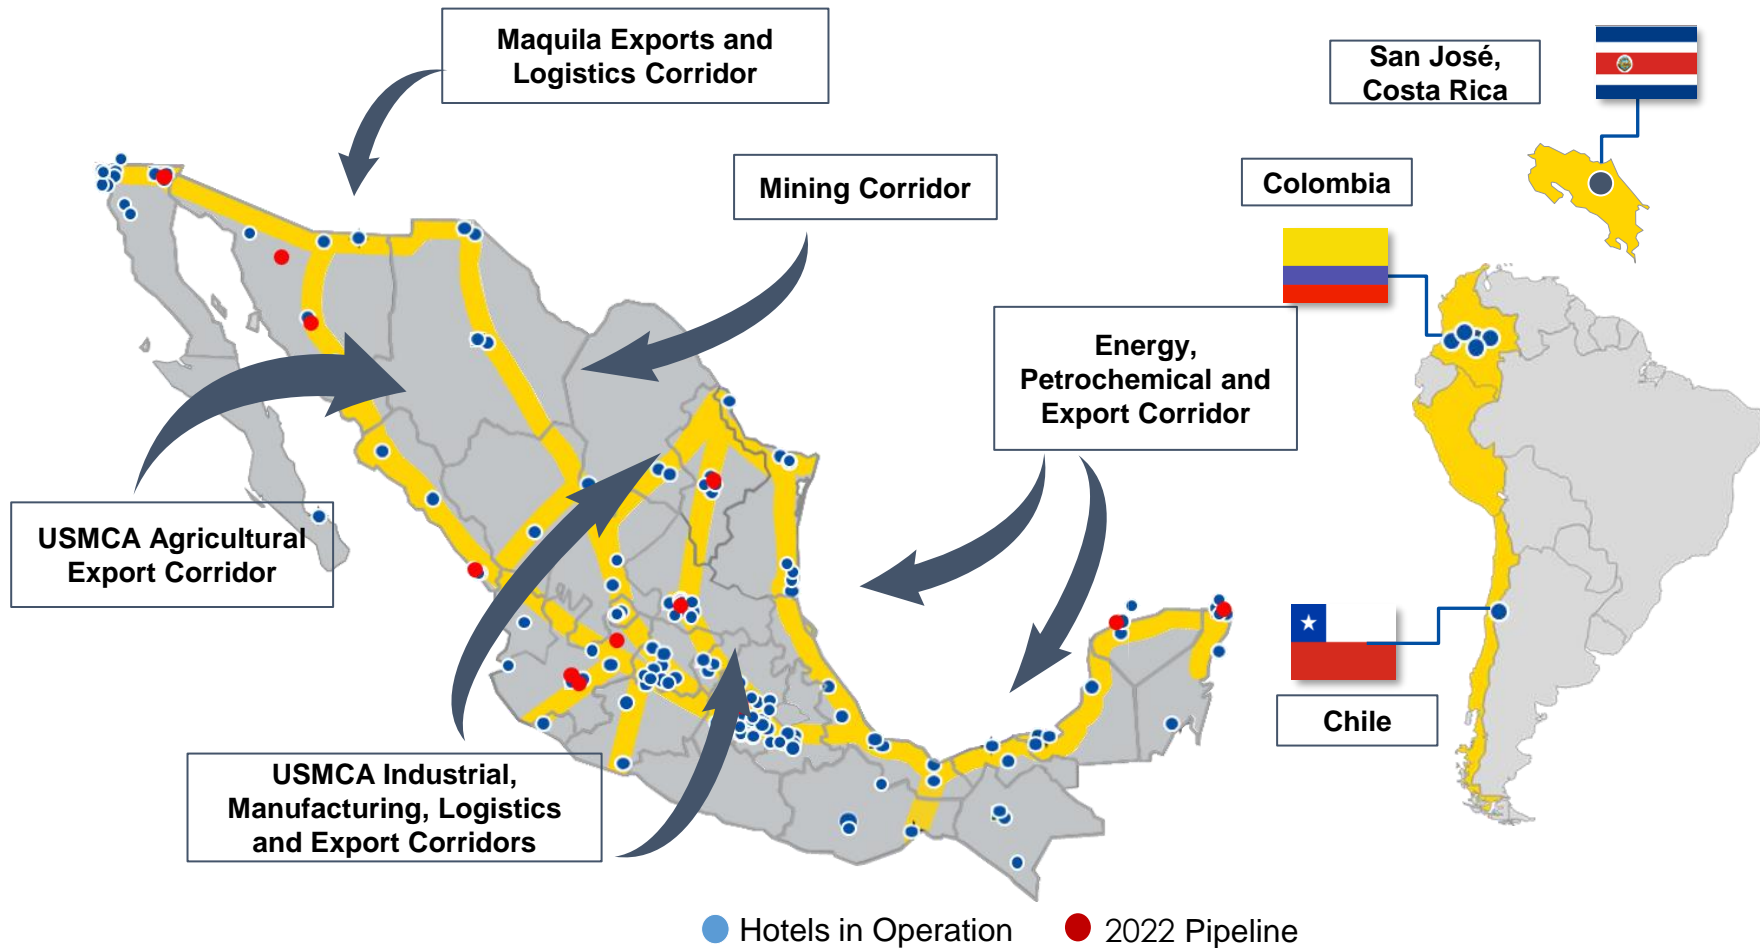 Maquila Exports and
Logistics Corridor
San José,
Costa Rica
Mining Corridor
Colombia
Energy,
Petrochemical and
Export Corridor
USMCA Agricultural
Export Corridor
Chile
USMCA Industrial,
Manufacturing, Logistics
and Export Corridors
Hotels in Operation
2022 Pipeline